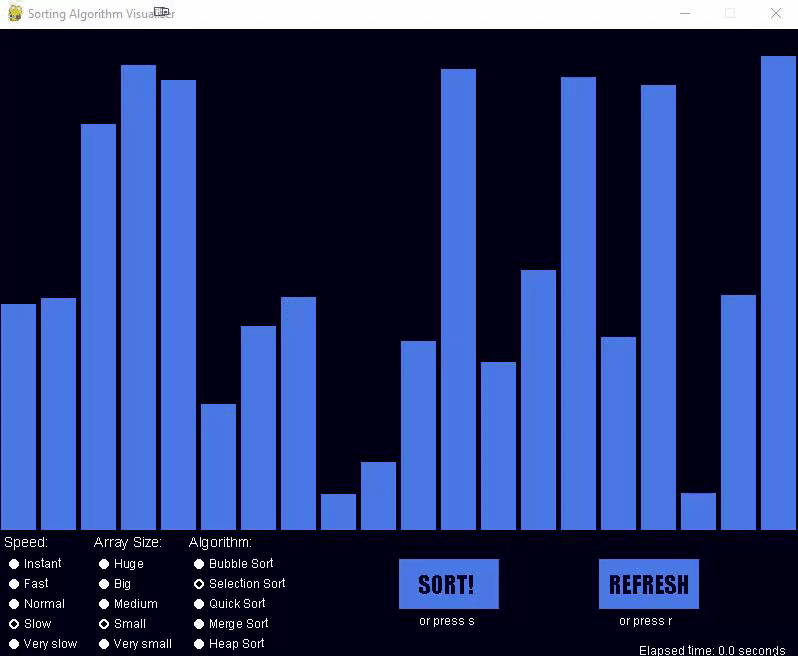 Sorting Algorithm Visualizer
Speed: Array Size: Algorithm:
Instant Huge Bubble Sort
Fast Big Selection Sort
Normal Medium Quick Sort
Slow Small Merge Sort
Very slow Very small Heap Sort
SORT! REFRESH
or press s or press r
Elapsed time: 0.0 seconds